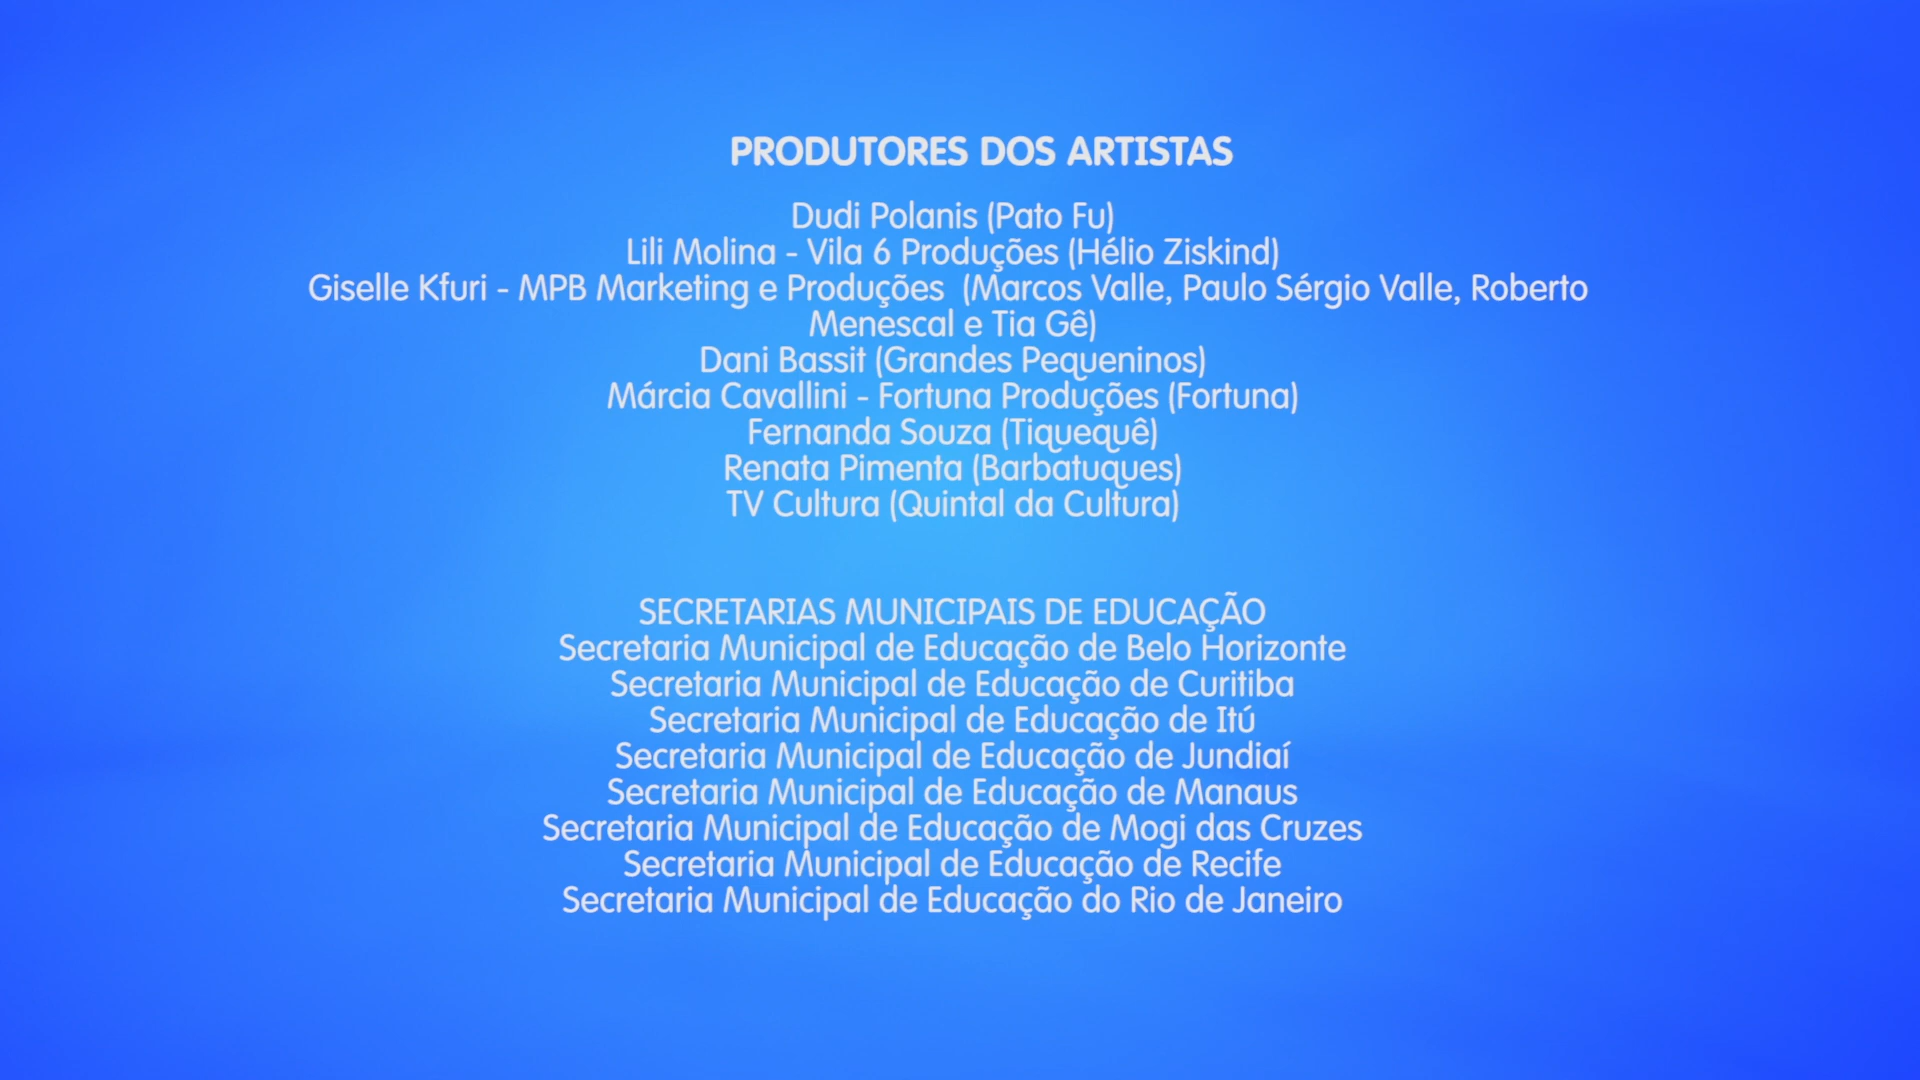 PRODUTORES DOS ARTISTAS
Dudi Polanis (Pato Fu)
Lili Molina - Vila 6 Produções (Hélio Ziskind)
Giselle Kfuri - MPB Marketing e Produções  (Marcos Valle, Paulo Sérgio Valle, Roberto
Menescal e Tia Gê)
Dani Bassit (Grandes Pequeninos)
Márcia Cavallini - Fortuna Produções (Fortuna)
Fernanda Souza (Tiquequê)
Renata Pimenta (Barbatuques)
TV Cultura (Quintal da Cultura)
SECRETARIAS MUNICIPAIS DE EDUCAÇÃO
Secretaria Municipal de Educação de Belo Horizonte
Secretaria Municipal de Educação de Curitiba
Secretaria Municipal de Educação de Itú
Secretaria Municipal de Educação de Jundiaí
Secretaria Municipal de Educação de Manaus
Secretaria Municipal de Educação de Mogi das Cruzes
Secretaria Municipal de Educação de Recife
Secretaria Municipal de Educação do Rio de Janeiro